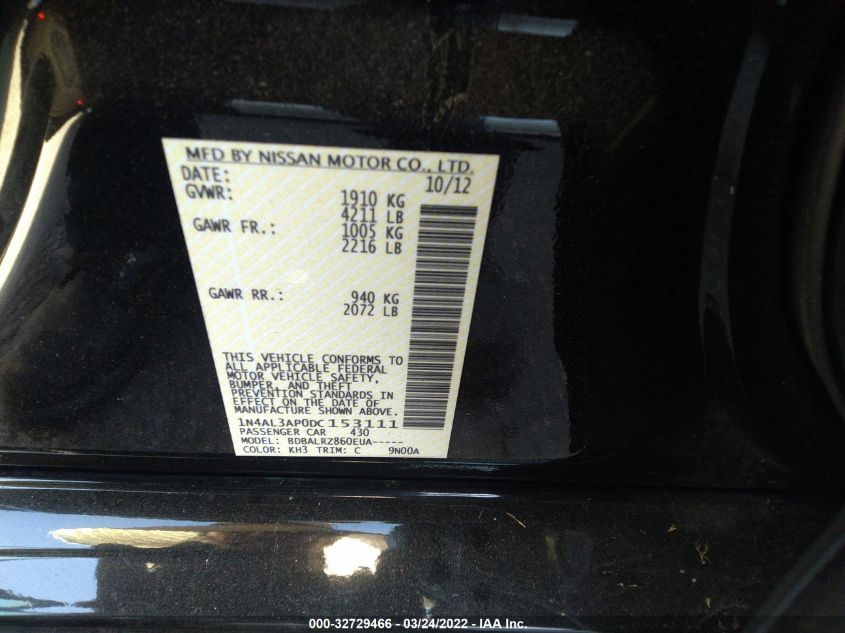 MFD BY NISSAN MOTOR CO., LTD.
DATE: 10/12
GVWR: 1910 KG
4211 LB
GAWR FR.: 1005 KG
2216 LB
GAWR RR.: 940 KG
2072 LB
THIS VEHICLE CONFORMS TO
ALL APPLICABLE FEDERAL
MOTOR VEHICLE SAFETY,
BUMPER, AND THEFT
PREVENTION STANDARDS IN
EFFECT ON THE DATE OF
MANUFACTURE SHOWN ABOVE.
1N4AL3AP0DC153111
PASSENGER CAR 430
MODEL: BDBALRZ860EUA-----
COLOR: KH3 TRIM: C 9N00A
000-32729466 - 03/24/2022 - IAA Inc.